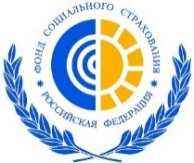 ФОНД СОЦИАЛЬНОГО СТРАХОВАНИЯ
РОССИЙСКАЯ ФЕДЕРАЦИЯ